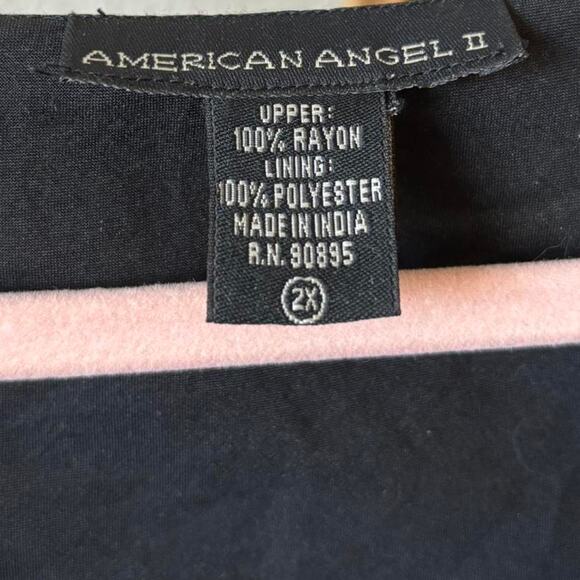 AMERICAN ANGEL II
UPPER:
100% RAYON
LINING:
100% POLYESTER
MADE IN INDIA
R.N. 90895
2X